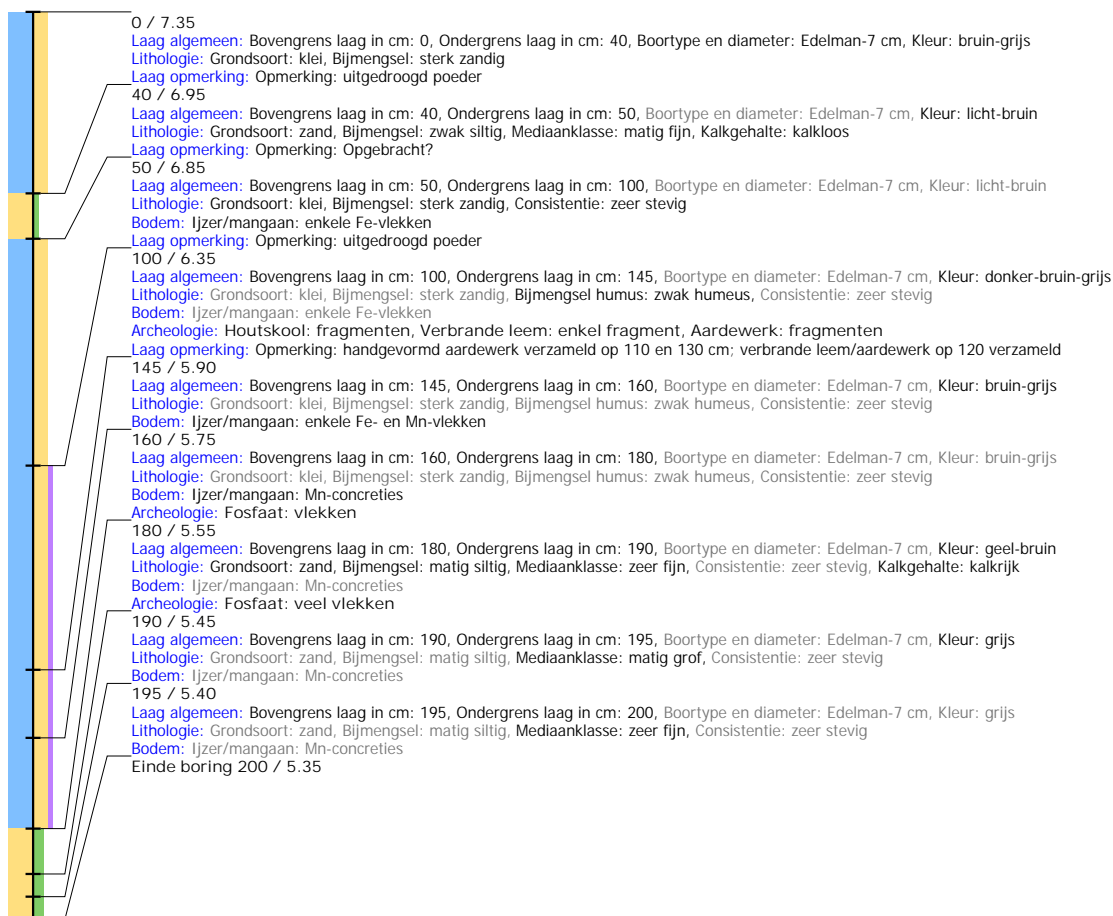 0 / 7.35
Laag algemeen: Bovengrens laag in cm: 0, Ondergrens laag in cm: 40, Boortype en diameter: Edelman-7 cm, Kleur: bruin-grijs
Lithologie: Grondsoort: klei, Bijmengsel: sterk zandig
Laag opmerking: Opmerking: uitgedroogd poeder
40 / 6.95
Laag algemeen: Bovengrens laag in cm: 40, Ondergrens laag in cm: 50, Boortype en diameter: Edelman-7 cm, Kleur: licht-bruin
Lithologie: Grondsoort: zand, Bijmengsel: zwak siltig, Mediaanklasse: matig fijn, Kalkgehalte: kalkloos
Laag opmerking: Opmerking: Opgebracht?
50 / 6.85
Laag algemeen: Bovengrens laag in cm: 50, Ondergrens laag in cm: 100, Boortype en diameter: Edelman-7 cm, Kleur: licht-bruin
Lithologie: Grondsoort: klei, Bijmengsel: sterk zandig, Consistentie: zeer stevig
Bodem: Ijzer/mangaan: enkele Fe-vlekken
Laag opmerking: Opmerking: uitgedroogd poeder
100 / 6.35
Laag algemeen: Bovengrens laag in cm: 100, Ondergrens laag in cm: 145, Boortype en diameter: Edelman-7 cm, Kleur: donker-bruin-grijs
Lithologie: Grondsoort: klei, Bijmengsel: sterk zandig, Bijmengsel humus: zwak humeus, Consistentie: zeer stevig
Bodem: Ijzer/mangaan: enkele Fe-vlekken
Archeologie: Houtskool: fragmenten, Verbrande leem: enkel fragment, Aardewerk: fragmenten
Laag opmerking: Opmerking: handgevormd aardewerk verzameld op 110 en 130 cm; verbrande leem/aardewerk op 120 verzameld
145 / 5.90
Laag algemeen: Bovengrens laag in cm: 145, Ondergrens laag in cm: 160, Boortype en diameter: Edelman-7 cm, Kleur: bruin-grijs
Lithologie: Grondsoort: klei, Bijmengsel: sterk zandig, Bijmengsel humus: zwak humeus, Consistentie: zeer stevig
Bodem: Ijzer/mangaan: enkele Fe- en Mn-vlekken
160 / 5.75
Laag algemeen: Bovengrens laag in cm: 160, Ondergrens laag in cm: 180, Boortype en diameter: Edelman-7 cm, Kleur: bruin-grijs
Lithologie: Grondsoort: klei, Bijmengsel: sterk zandig, Bijmengsel humus: zwak humeus, Consistentie: zeer stevig
Bodem: Ijzer/mangaan: Mn-concreties
Archeologie: Fosfaat: vlekken
180 / 5.55
Laag algemeen: Bovengrens laag in cm: 180, Ondergrens laag in cm: 190, Boortype en diameter: Edelman-7 cm, Kleur: geel-bruin
Lithologie: Grondsoort: zand, Bijmengsel: matig siltig, Mediaanklasse: zeer fijn, Consistentie: zeer stevig, Kalkgehalte: kalkrijk
Bodem: Ijzer/mangaan: Mn-concreties
Archeologie: Fosfaat: veel vlekken
190 / 5.45
Laag algemeen: Bovengrens laag in cm: 190, Ondergrens laag in cm: 195, Boortype en diameter: Edelman-7 cm, Kleur: grijs
Lithologie: Grondsoort: zand, Bijmengsel: matig siltig, Mediaanklasse: matig grof, Consistentie: zeer stevig
Bodem: Ijzer/mangaan: Mn-concreties
195 / 5.40
Laag algemeen: Bovengrens laag in cm: 195, Ondergrens laag in cm: 200, Boortype en diameter: Edelman-7 cm, Kleur: grijs
Lithologie: Grondsoort: zand, Bijmengsel: matig siltig, Mediaanklasse: zeer fijn, Consistentie: zeer stevig
Bodem: Ijzer/mangaan: Mn-concreties
Einde boring 200 / 5.35